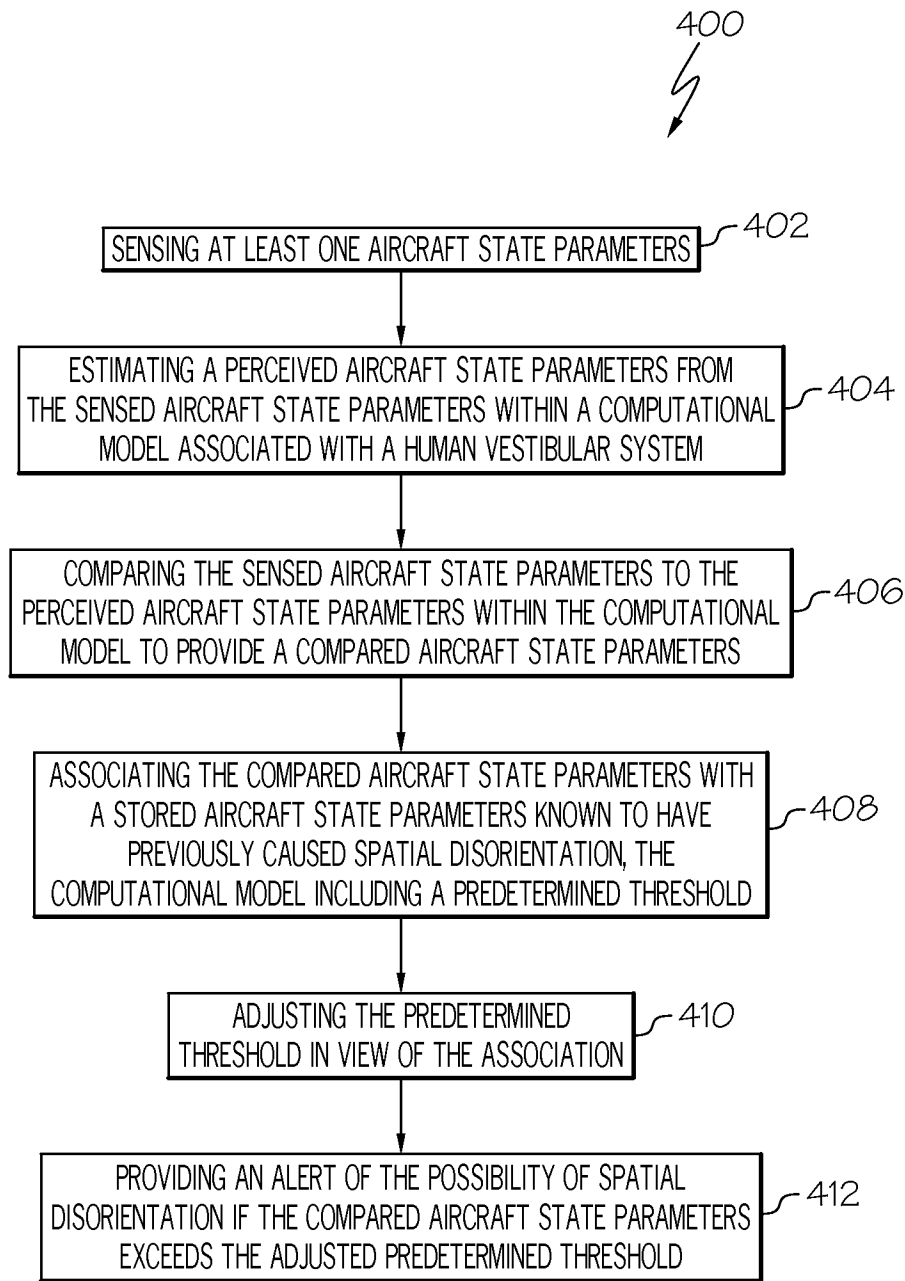 400
SENSING AT LEAST ONE AIRCRAFT STATE PARAMETERS
402
ESTIMATING A PERCEIVED AIRCRAFT STATE PARAMETERS FROM
THE SENSED AIRCRAFT STATE PARAMETERS WITHIN A COMPUTATIONAL
MODEL ASSOCIATED WITH A HUMAN VESTIBULAR SYSTEM
404
COMPARING THE SENSED AIRCRAFT STATE PARAMETERS TO THE
PERCEIVED AIRCRAFT STATE PARAMETERS WITHIN THE COMPUTATIONAL
MODEL TO PROVIDE A COMPARED AIRCRAFT STATE PARAMETERS
406
ASSOCIATING THE COMPARED AIRCRAFT STATE PARAMETERS WITH
A STORED AIRCRAFT STATE PARAMETERS KNOWN TO HAVE
PREVIOUSLY CAUSED SPATIAL DISORIENTATION, THE
COMPUTATIONAL MODEL INCLUDING A PREDETERMINED THRESHOLD
408
ADJUSTING THE PREDETERMINED
THRESHOLD IN VIEW OF THE ASSOCIATION
410
PROVIDING AN ALERT OF THE POSSIBILITY OF SPATIAL
DISORIENTATION IF THE COMPARED AIRCRAFT STATE PARAMETERS
EXCEEDS THE ADJUSTED PREDETERMINED THRESHOLD
412